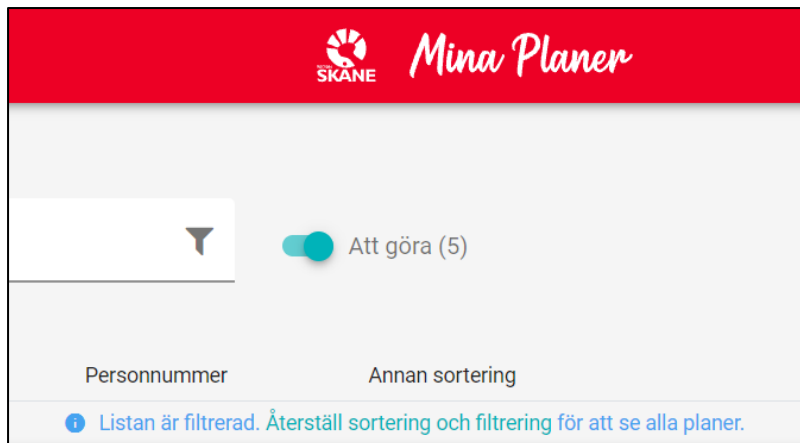 SKÅNE Mina Planer
Att göra (5)
Personnummer Annan sortering
Listan är filtrerad. Återställ sortering och filtrering för att se alla planer.